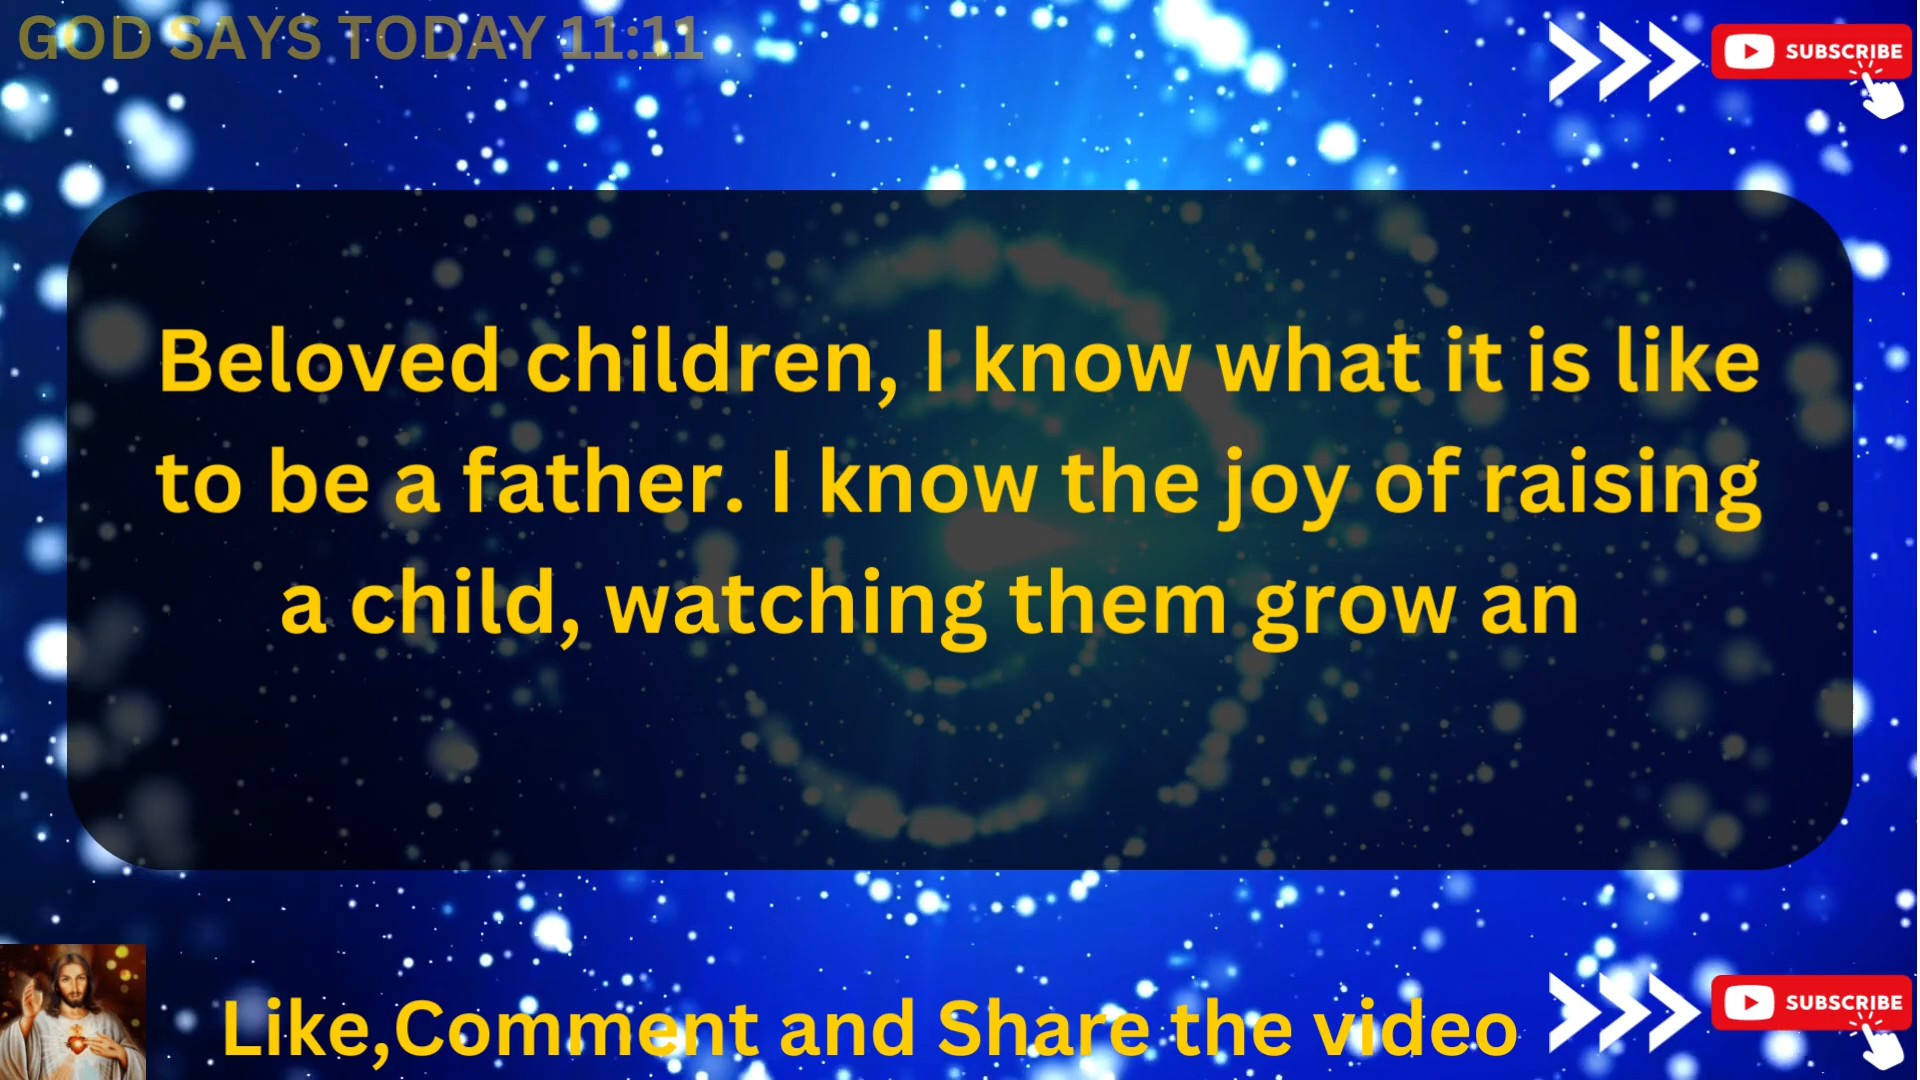 GOD SAYS TODAY 11:11
SUBSCRIBE
Beloved children, I know what it is like
to be a father. I know the joy of raising
a child, watching them grow an
Like,Comment and Share the video
SUBSCRIBE